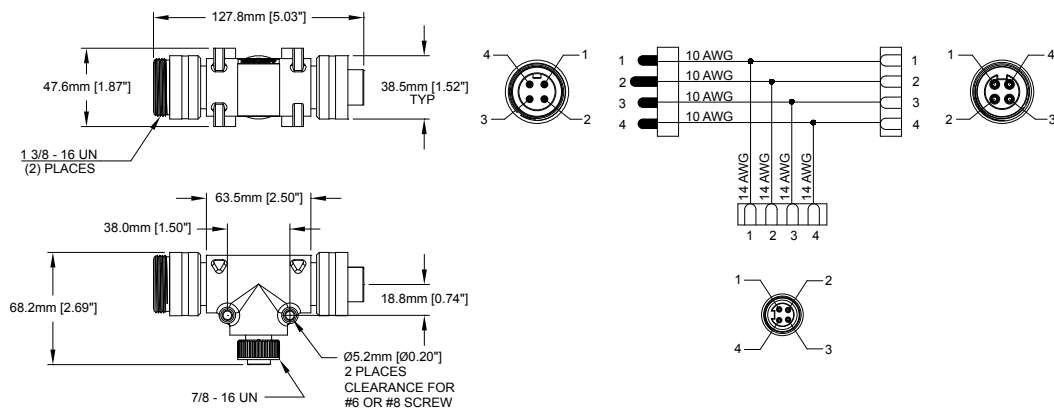 127.8mm [5.03"]
47.6mm [1.87"]
38.5mm [1.52"]
TYP
1 3/8 - 16 UN
(2) PLACES
63.5mm [2.50"]
38.0mm [1.50"]
68.2mm [2.69"]
18.8mm [0.74"]
Ø5.2mm [Ø0.20"]
2 PLACES
CLEARANCE FOR
#6 OR #8 SCREW
7/8 - 16 UN
4 1
3 2
1 10 AWG 1
2 10 AWG 2
3 10 AWG 3
4 10 AWG 4
14 AWG 14 AWG 14 AWG 14 AWG
1 2 3 4
1 4
2 3
1 2
4 3